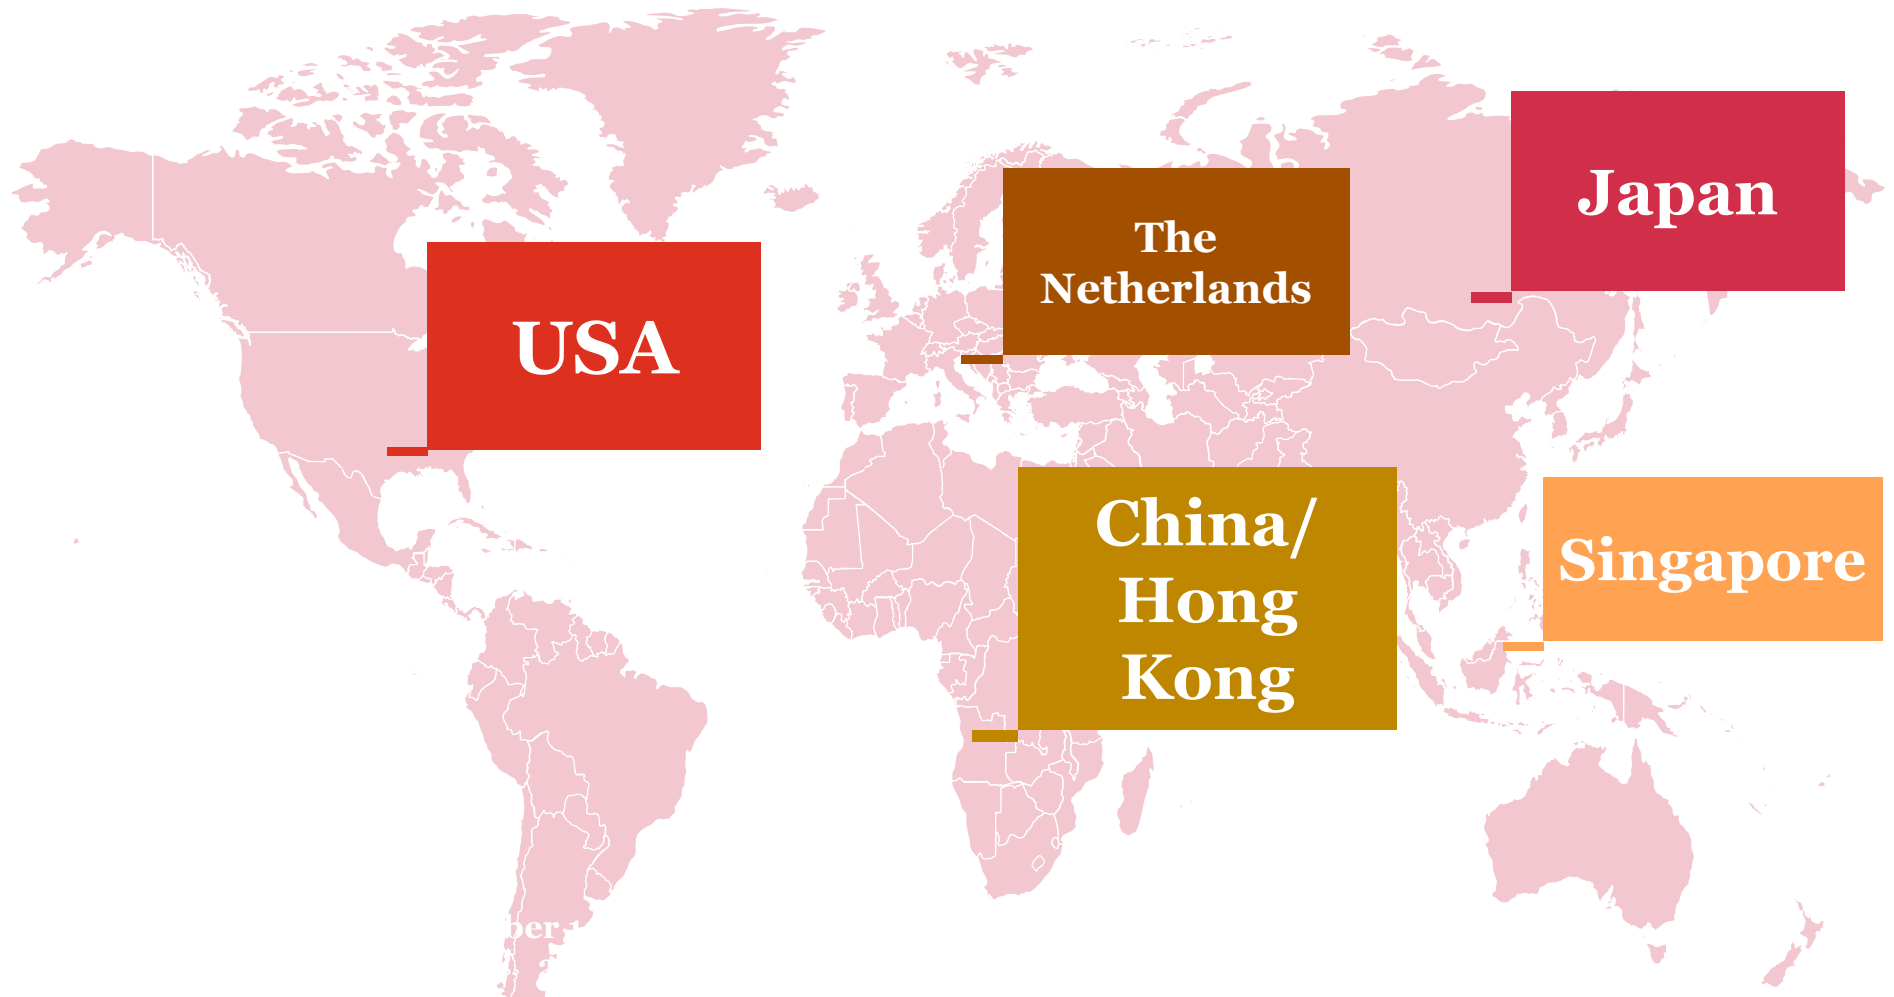 Japan
The
Netherlands
USA
China/
Hong
Kong
Singapore